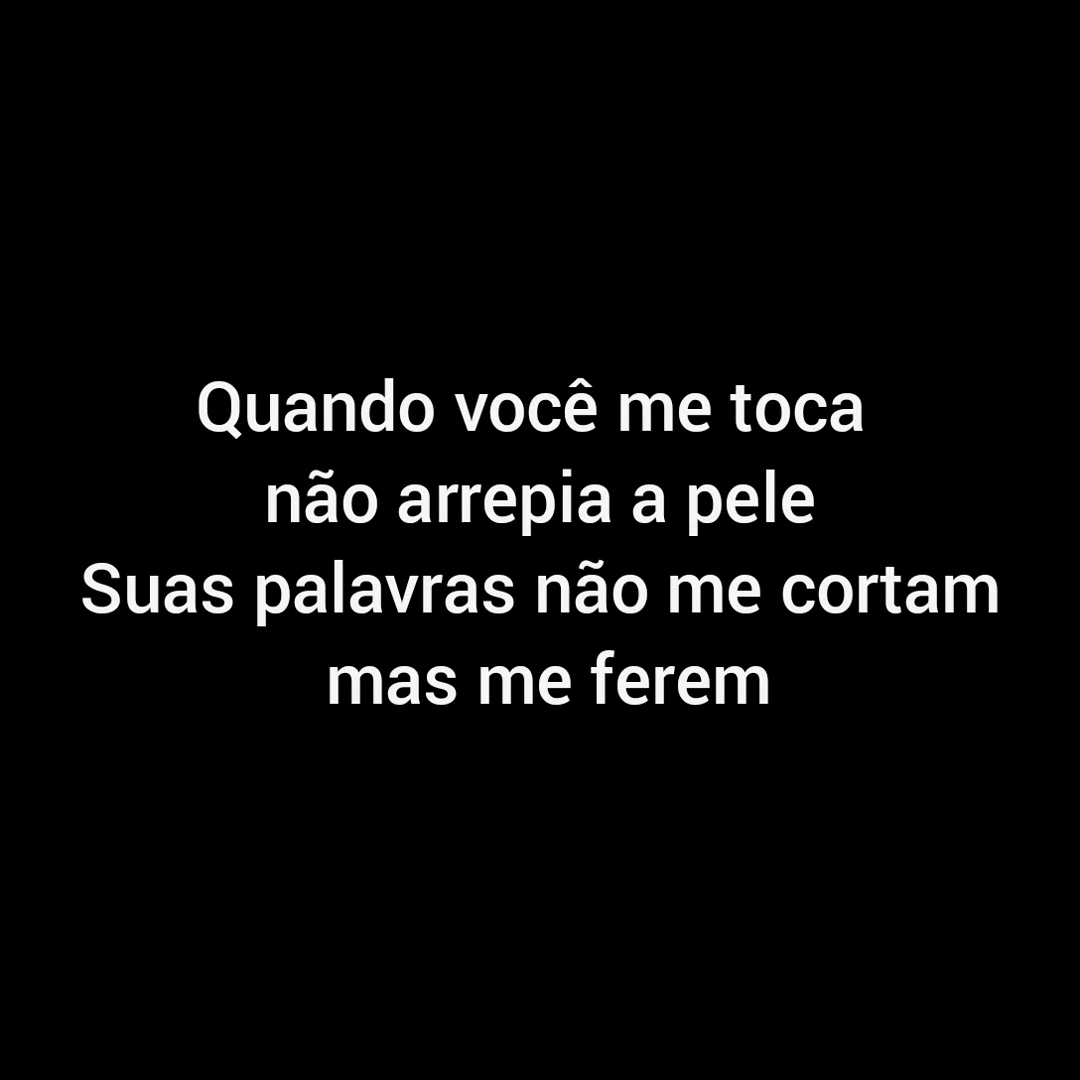 Quando você me toca
não arrepia a pele
Suas palavras não me cortam
mas me ferem